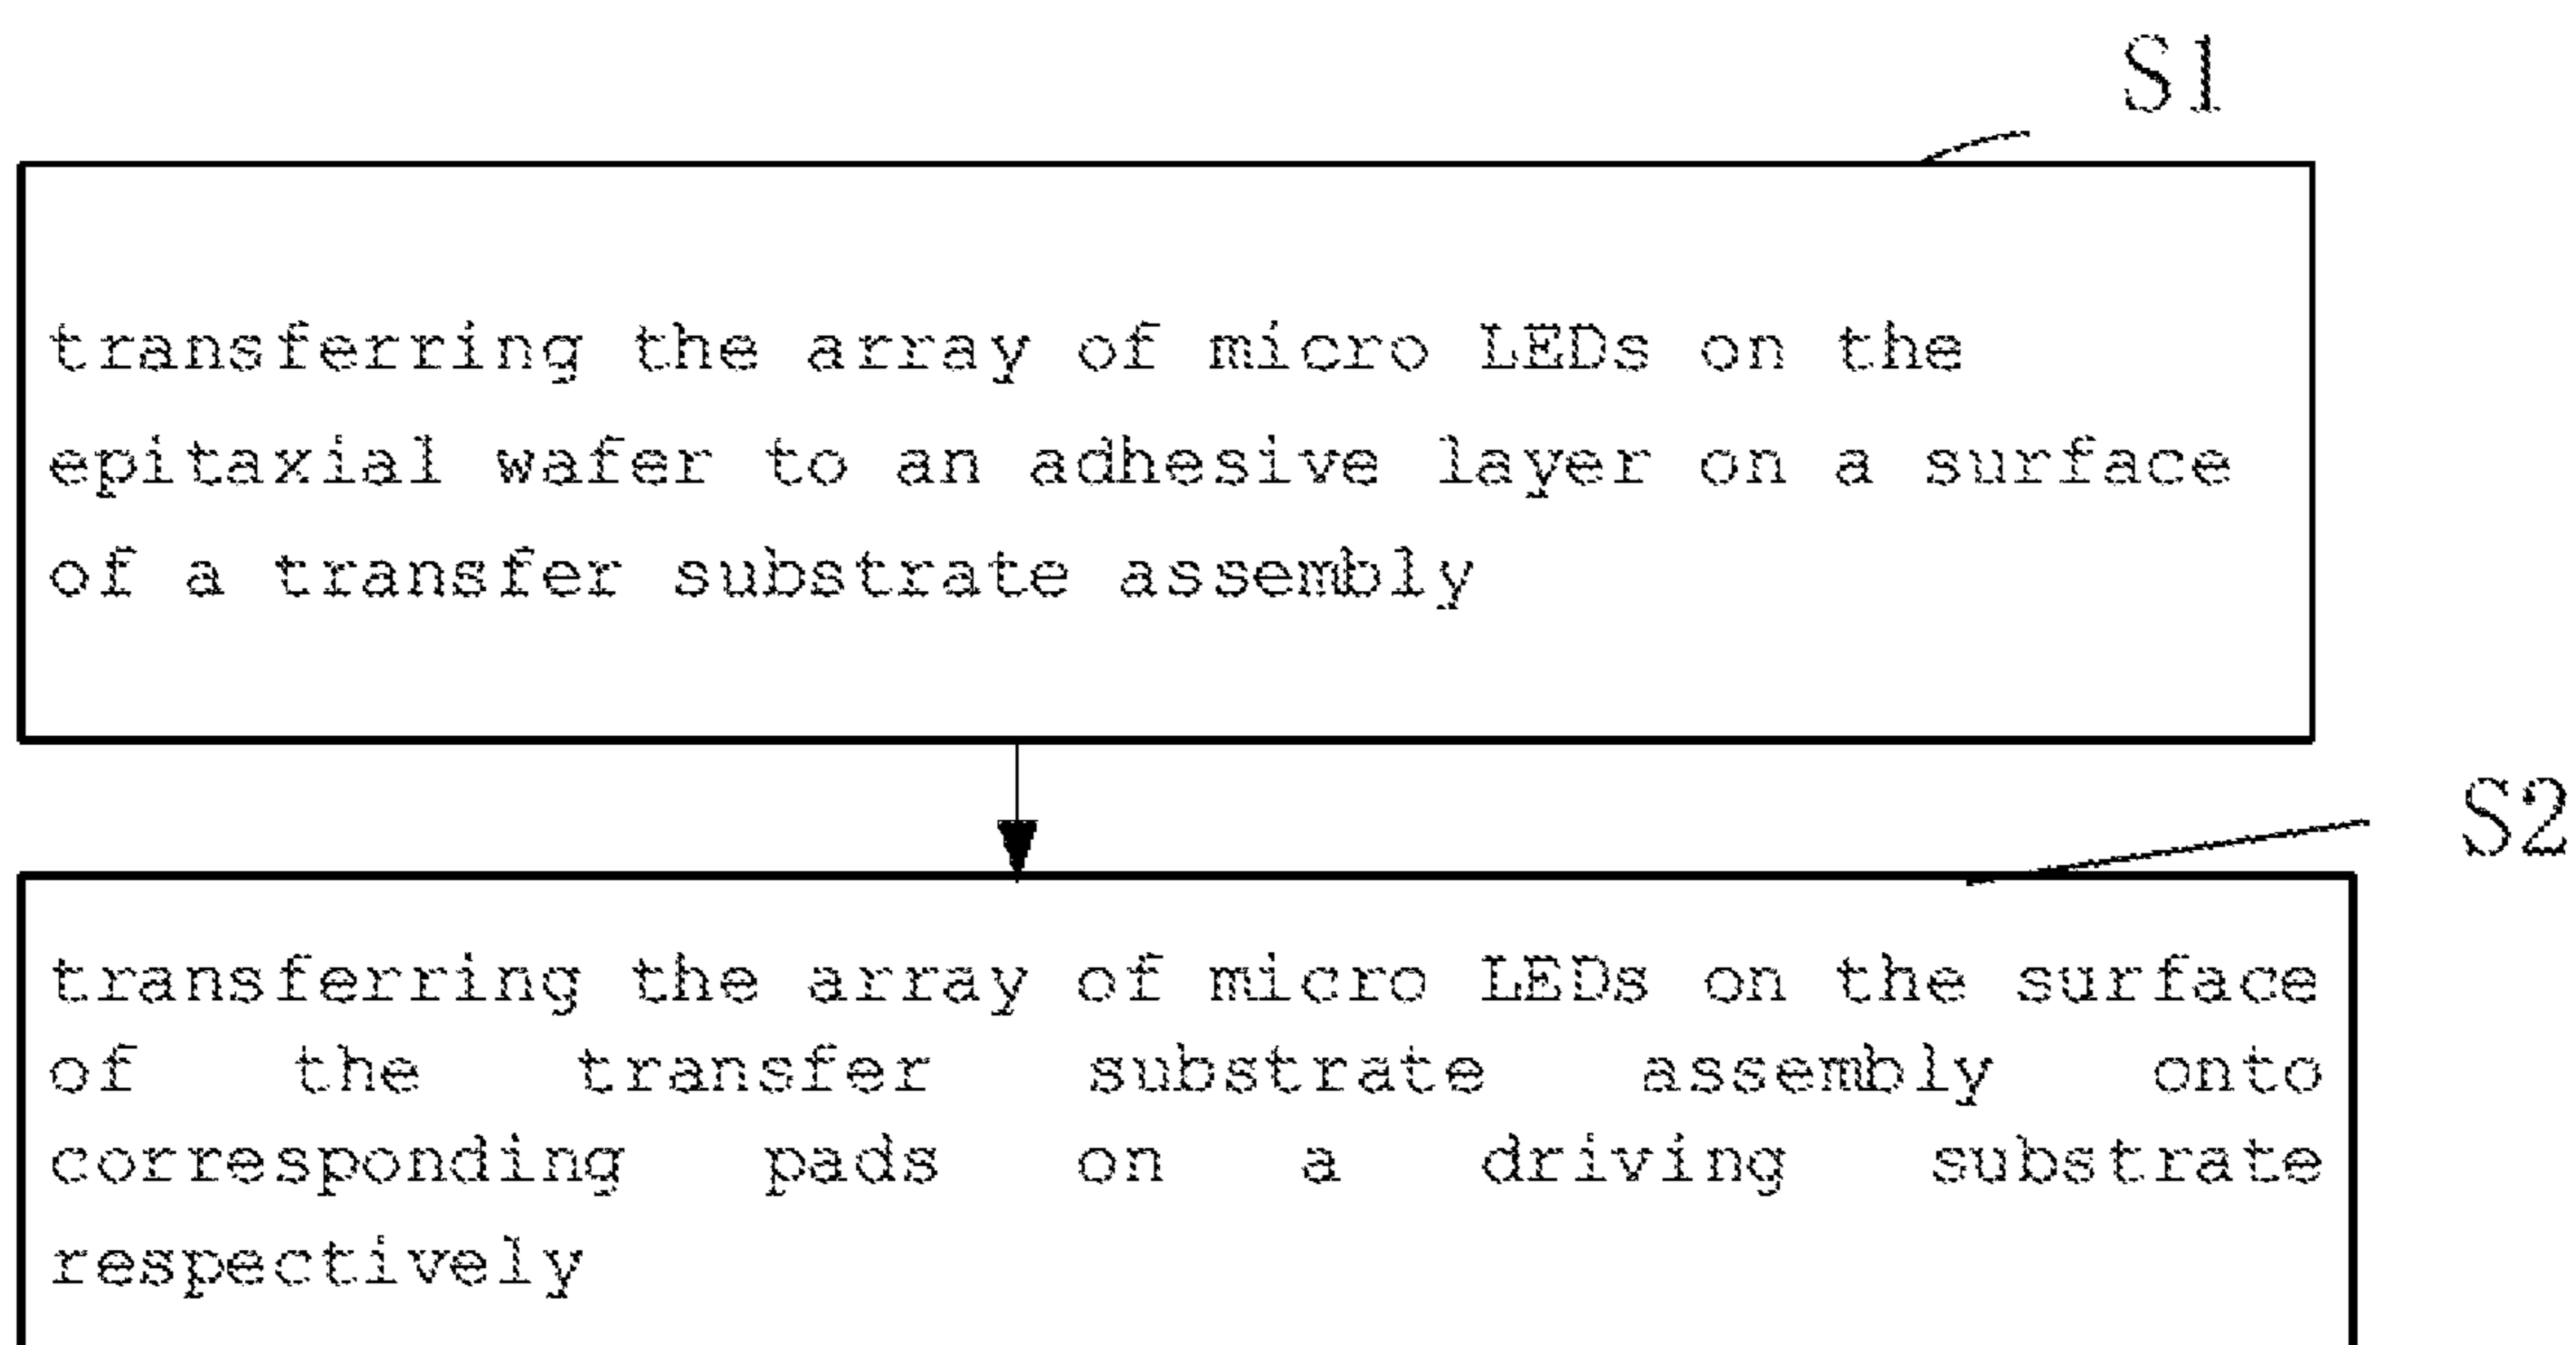 S1
transferring the array of micro LEDs on the
epitaxial wafer to an adhesive layer on a surface
of a transfer substrate assembly
S2
transferring the array of micro LEDs on the surface
of the transfer substrate assembly onto
corresponding pads on a driving substrate
respectively